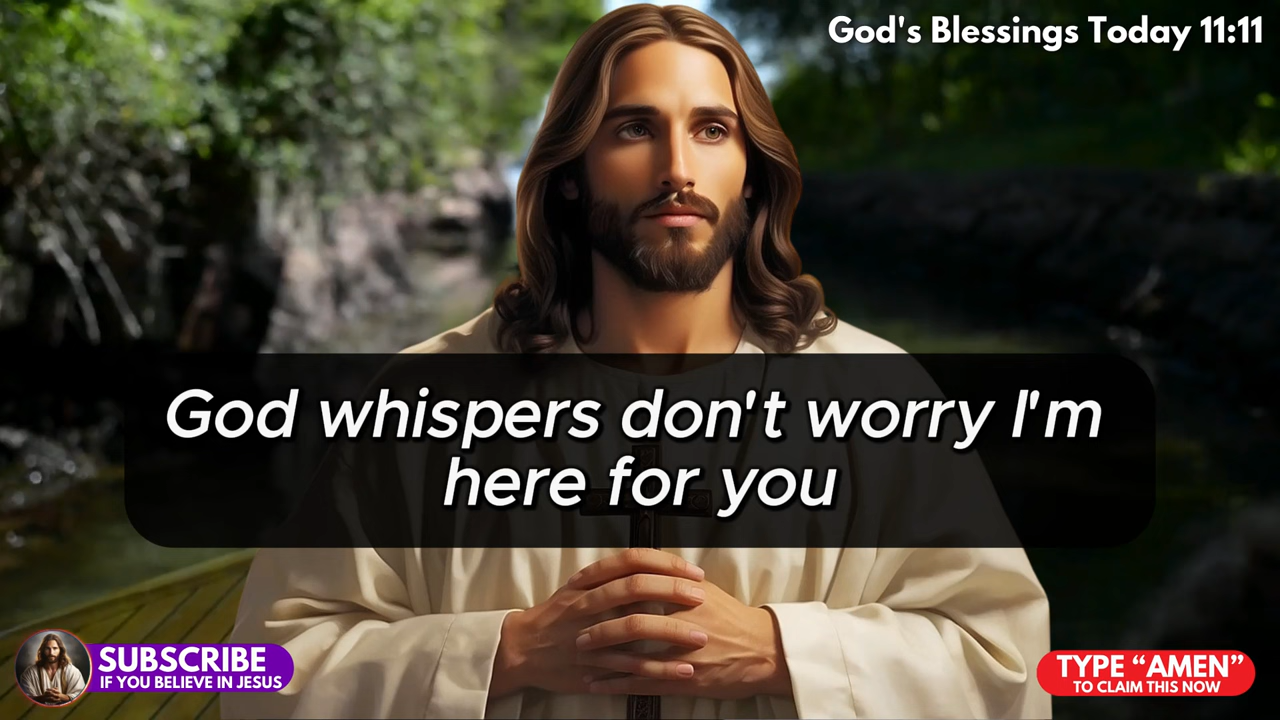 God's Blessings Today 11:11
God whispers don't worry I'm
here for you
SUBSCRIBE
IF YOU BELIEVE IN JESUS
TYPE “AMEN”
TO CLAIM THIS NOW